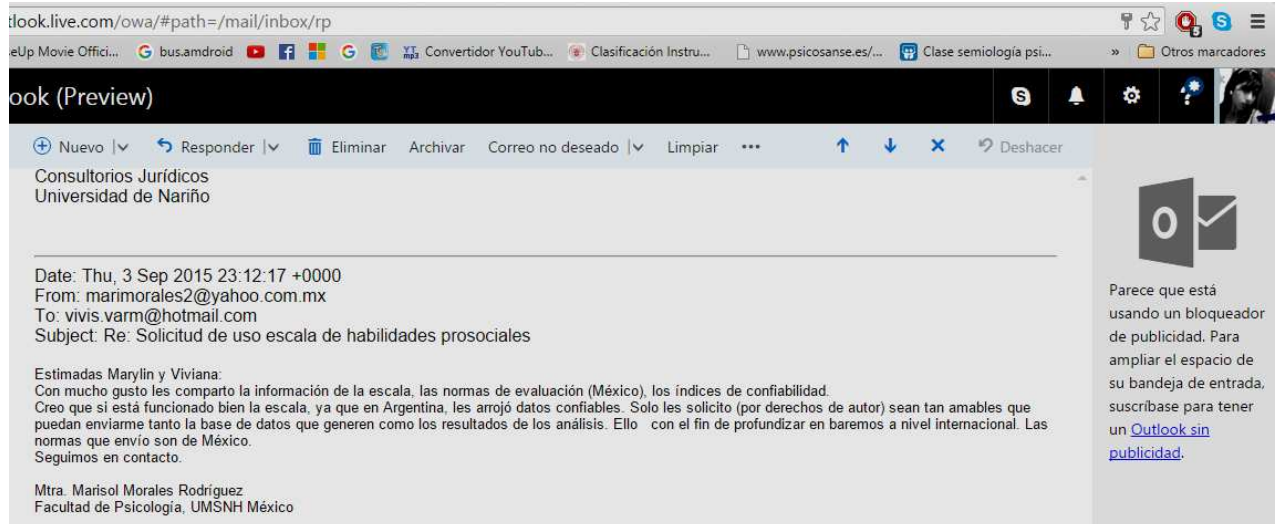 tlook.live.com/owa/#path=/mail/inbox/rp
eUp Movie Offici... bus.amdroid Convertidor YouTub... Clasificación Instru... www.psicosanse.es/... Clase semiología psi... » Otros marcadores
ook (Preview)
Nuevo Responder Eliminar Archivar Correo no deseado Limpiar ... Deshacer
Consultorios Jurídicos
Universidad de Nariño
Date: Thu, 3 Sep 2015 23:12:17 +0000
From: marimorales2@yahoo.com.mx
To: vivis.varm@hotmail.com
Subject: Re: Solicitud de uso escala de habilidades prosociales
Estimadas Marylin y Viviana:
Con mucho gusto les comparto la información de la escala, las normas de evaluación (México), los índices de confiabilidad.
Creo que si está funcionado bien la escala, ya que en Argentina, les arrojó datos confiables. Solo les solicito (por derechos de autor) sean tan amables que
puedan enviarme tanto la base de datos que generen como los resultados de los análisis. Ello con el fin de profundizar en baremos a nivel internacional. Las
normas que envío son de México.
Seguimos en contacto.
Mtra. Marisol Morales Rodríguez
Facultad de Psicología, UMSNH México
Parece que está
usando un bloqueador
de publicidad. Para
ampliar el espacio de
su bandeja de entrada,
suscríbase para tener
un Outlook sin
publicidad.